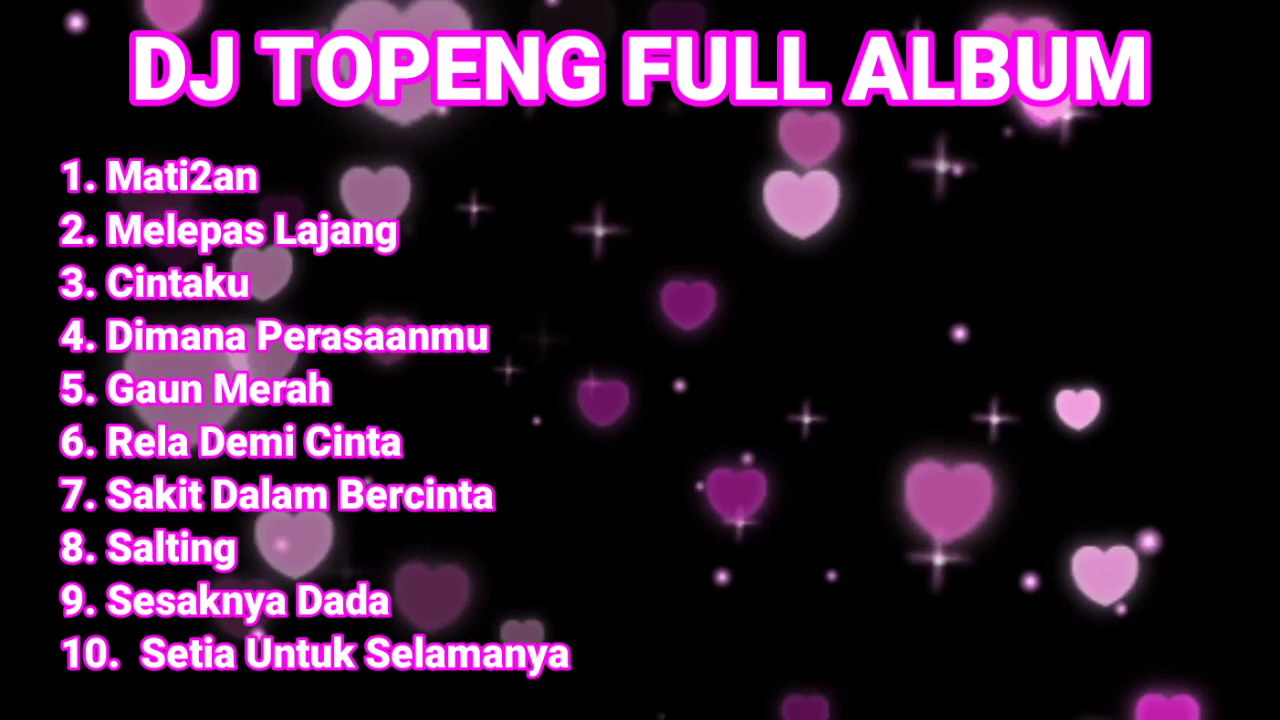 DJ TOPENG FULL ALBUM
1. Mati2an
2. Melepas Lajang
3. Cintaku
4. Dimana Perasaanmu
5. Gaun Merah
6. Rela Demi Cinta
7. Sakit Dalam Bercinta
8. Salting
9. Sesaknya Dada
10. Setia Untuk Selamanya